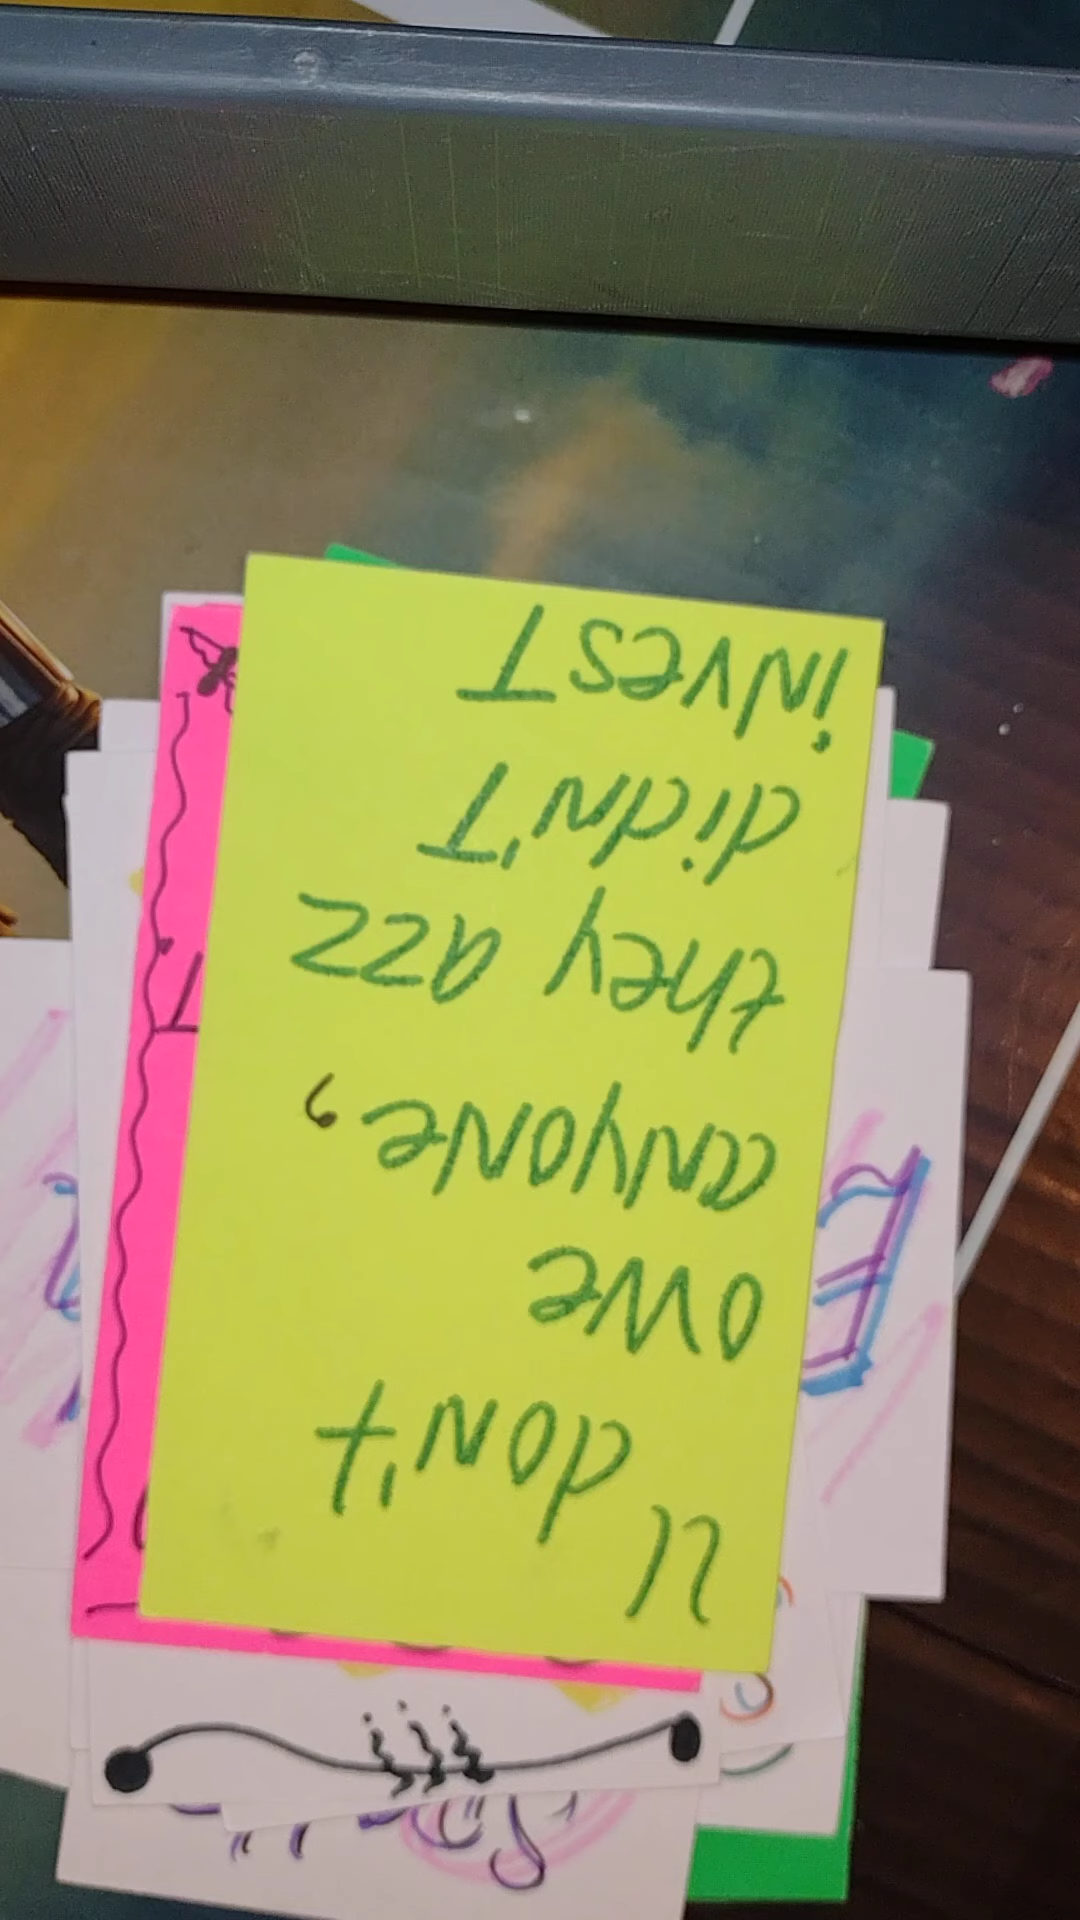 U
don't
owe
anyone,
they azz
didn't
invest